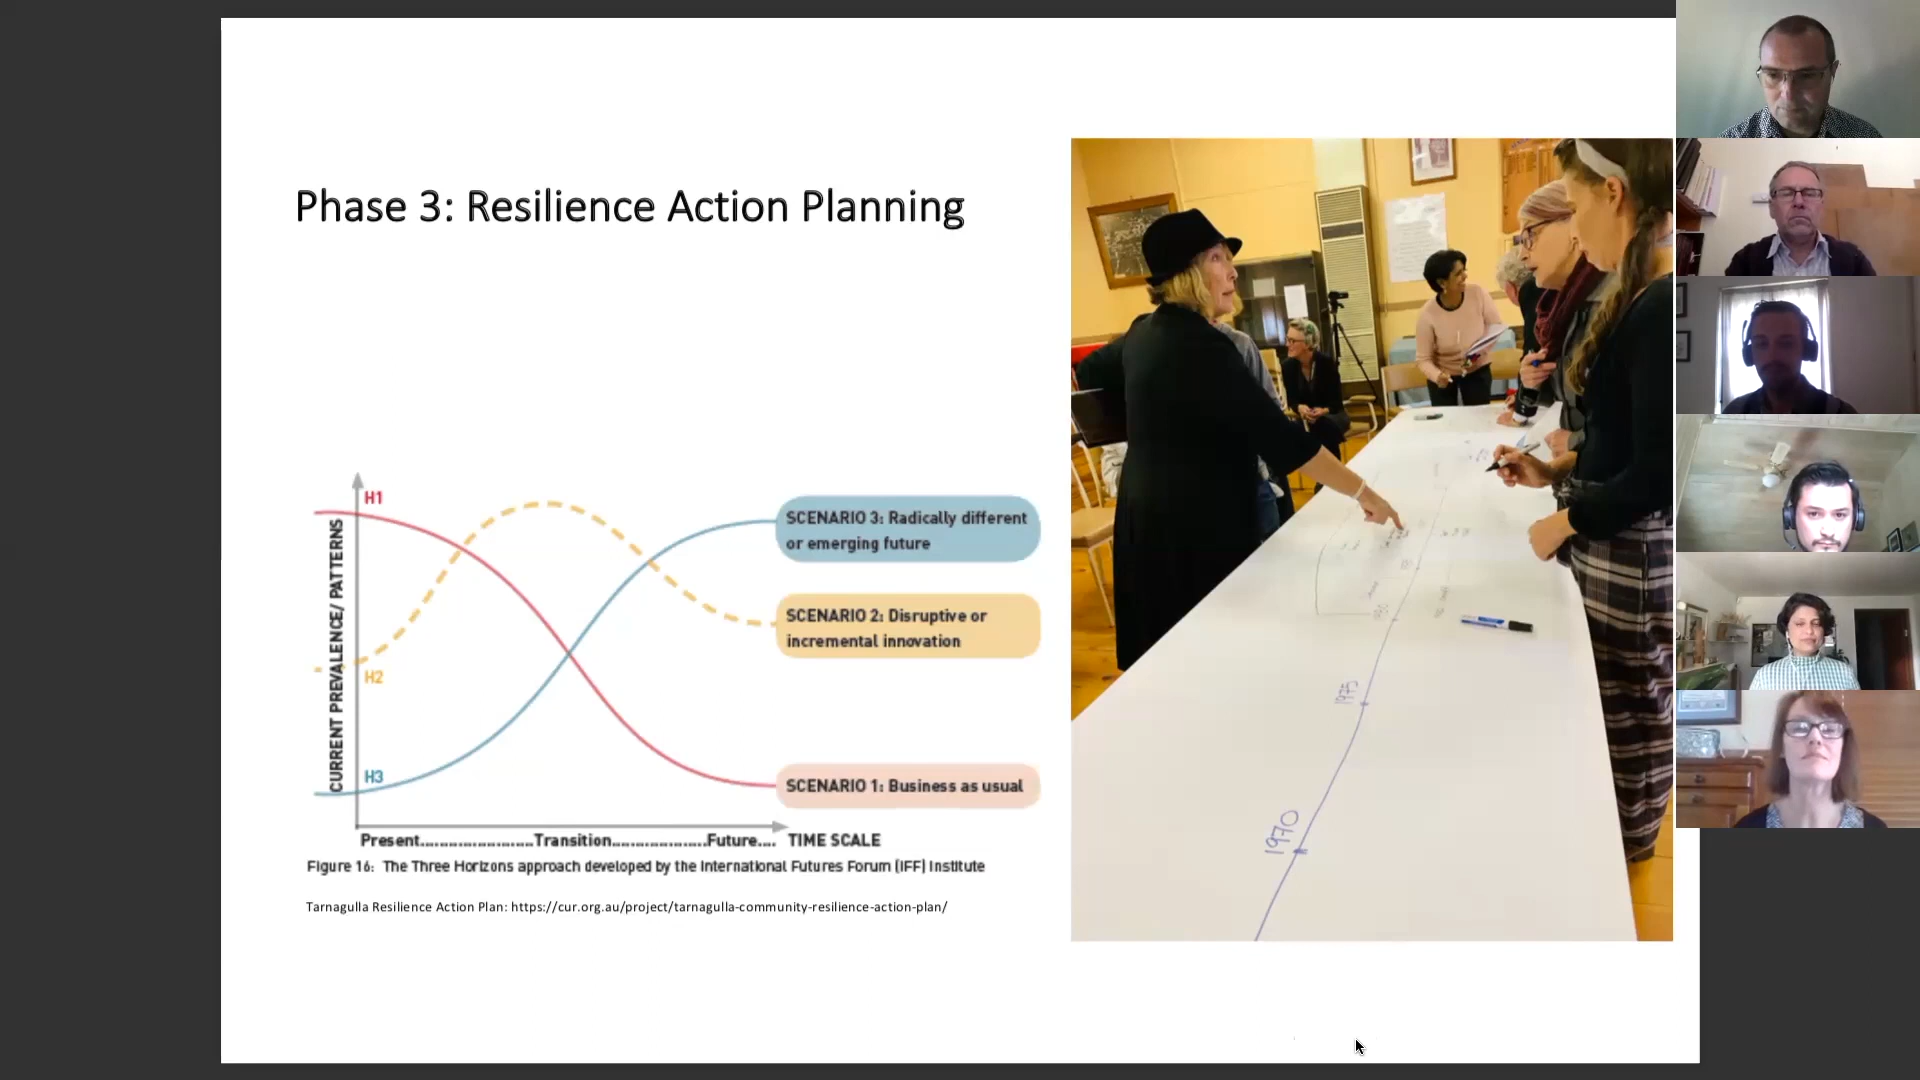 Phase 3: Resilience Action Planning
CURRENT PREVALENCE/ PATTERNS
H1
H2
H3
SCENARIO 3: Radically different
or emerging future
SCENARIO 2: Disruptive or
incremental innovation
SCENARIO 1: Business as usual
Present..........................Transition......................Future.... TIME SCALE
Figure 16: The Three Horizons approach developed by the International Futures Forum (IFF) Institute
Tarnagulla Resilience Action Plan: https://cur.org.au/project/tarnagulla-community-resilience-action-plan/
1975
1970